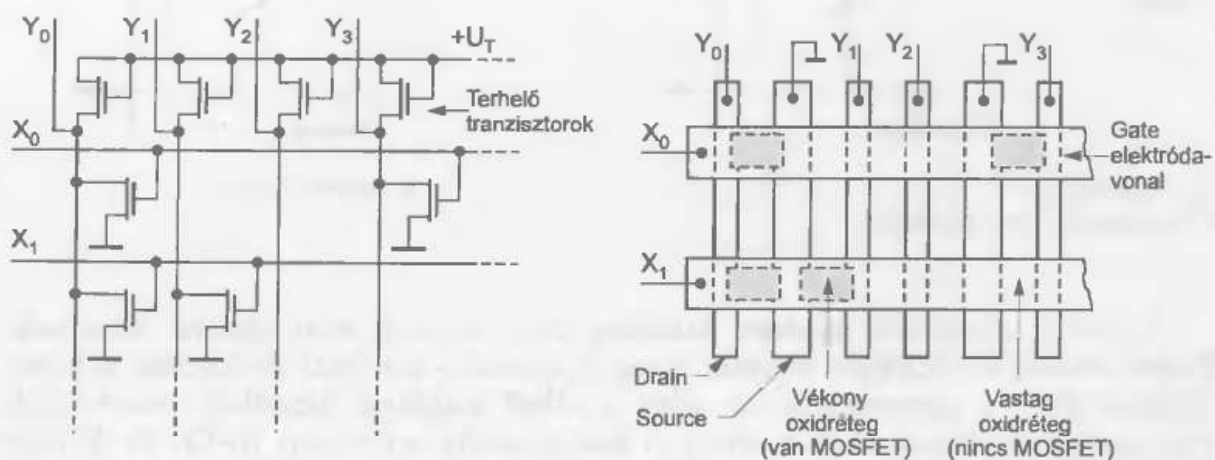 Y0 Y1 Y2 Y3
+UT
Terhelő
tranzisztorok
X0
X1
Y0 Y1 Y2 Y3
X0
Gate
elektróda-
vonal
X1
Drain
Source
Vékony
oxidréteg
(van MOSFET)
Vastag
oxidréteg
(nincs MOSFET)